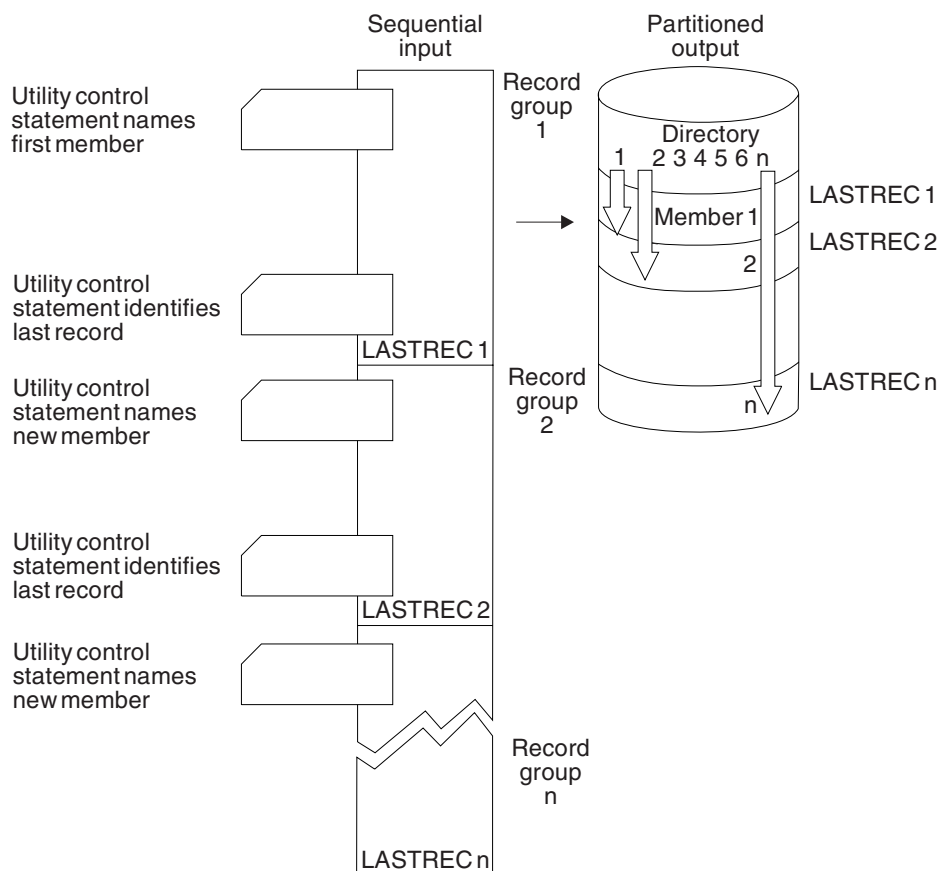 Sequential
input
Partitioned
output
Utility control
statement names
first member
Record
group
1
Directory
1 2 3 4 5 6 n
LASTREC 1
Member 1
LASTREC 2
2
Utility control
statement identifies
last record
LASTREC 1
Utility control
statement names
new member
Record
group
2
LASTREC n
n
Utility control
statement identifies
last record
LASTREC 2
Utility control
statement names
new member
Record
group
n
LASTREC n